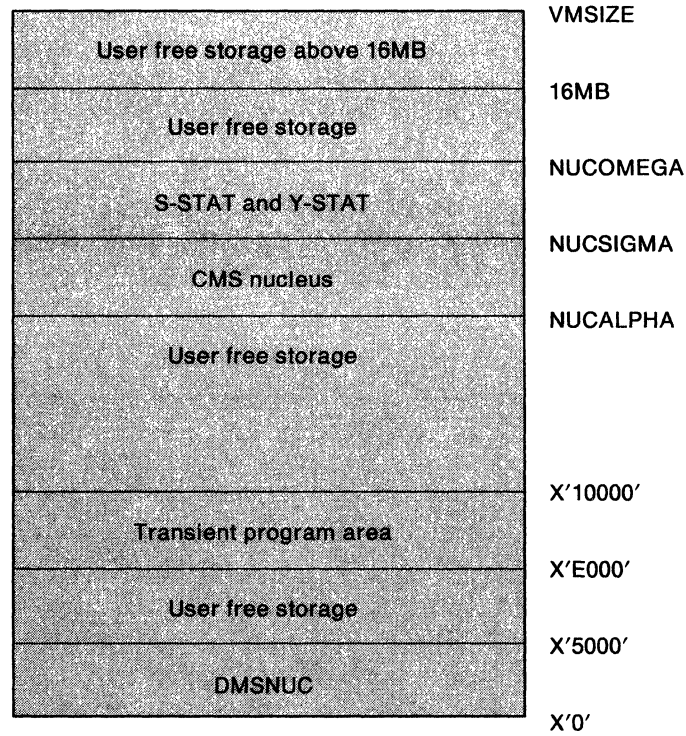 VMSIZE
User free storage above 16MB
16MB
User free storage
NUCOMEGA
S-STAT and Y-STAT
NUCSIGMA
CMS nucleus
NUCALPHA
User free storage
X′10000′
Transient program area
X′E000′
User free storage
X′5000′
DMSNUC
X′0′